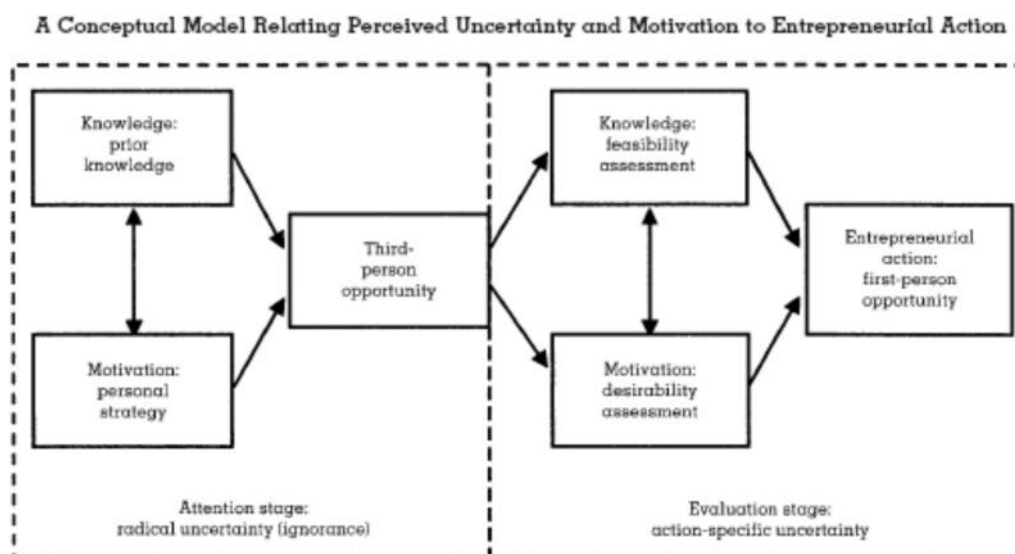 A Conceptual Model Relating Perceived Uncertainty and Motivation to Entrepreneurial Action
Knowledge:
prior
knowledge
Motivation:
personal
strategy
Third-
person
opportunity
Attention stage:
radical uncertainty (ignorance)
Knowledge:
feasibility
assessment
Motivation:
desirability
assessment
Entrepreneurial
action:
first-person
opportunity
Evaluation stage:
action-specific uncertainty